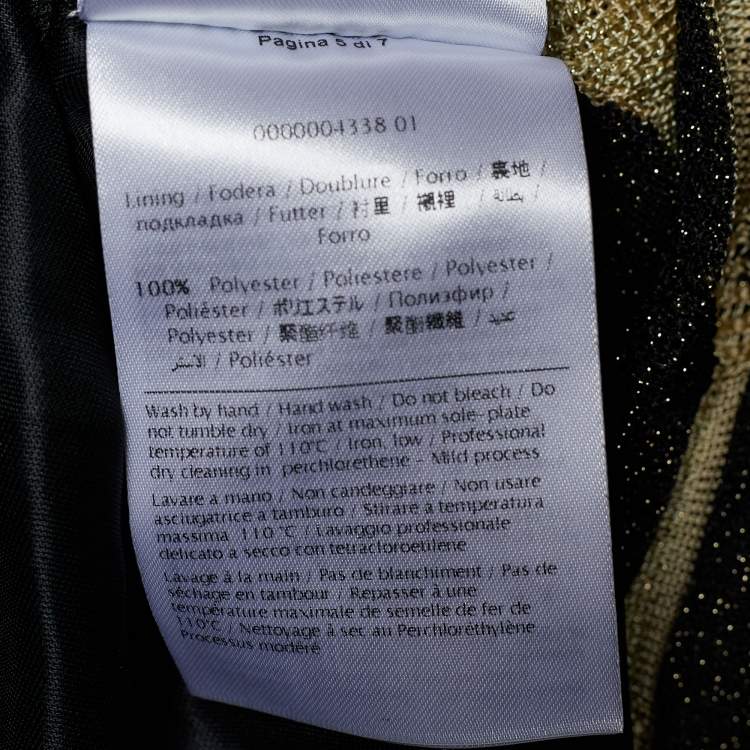 Pagina 5 di 7
0000004338 01
Lining / Fodera / Doublure / Forro / 裏地 /
подкладка / Futter / 衬里 / 襯裡 / بطانة /
Forro
100% Polyester / Poliestere / Polyester /
Poliéster / ポリエステル / Полиэфир /
Polyester / 聚酯纤维 / 聚酯纖維 /
/ Poliéster
Wash by hand / Hand wash / Do not bleach / Do
not tumble dry / Iron at maximum sole- plate
temperature of 110°C / Iron, low / Professional
dry cleaning in perchlorethene – Mild process
Lavare a mano / Non candeggiare / Non usare
asciugatrice a tamburo / Stirare a temperatura
massima 110 °C / Lavaggio professionale
delicato a secco con tetracloroetilene
Lavage à la main / Pas de blanchiment / Pas de
séchage en tambour / Repasser à une
température maximale de semelle de fer de
110°C / Nettoyage à sec au Perchloréthylène
Processus modéré